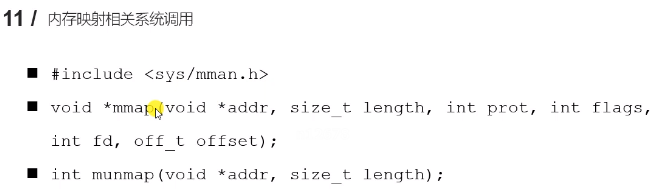 11 / 内存映射相关系统调用
■ #include <sys/mman.h>
■ void *mmap(void *addr, size_t length, int prot, int flags,
int fd, off_t offset);
■ int munmap(void *addr, size_t length);